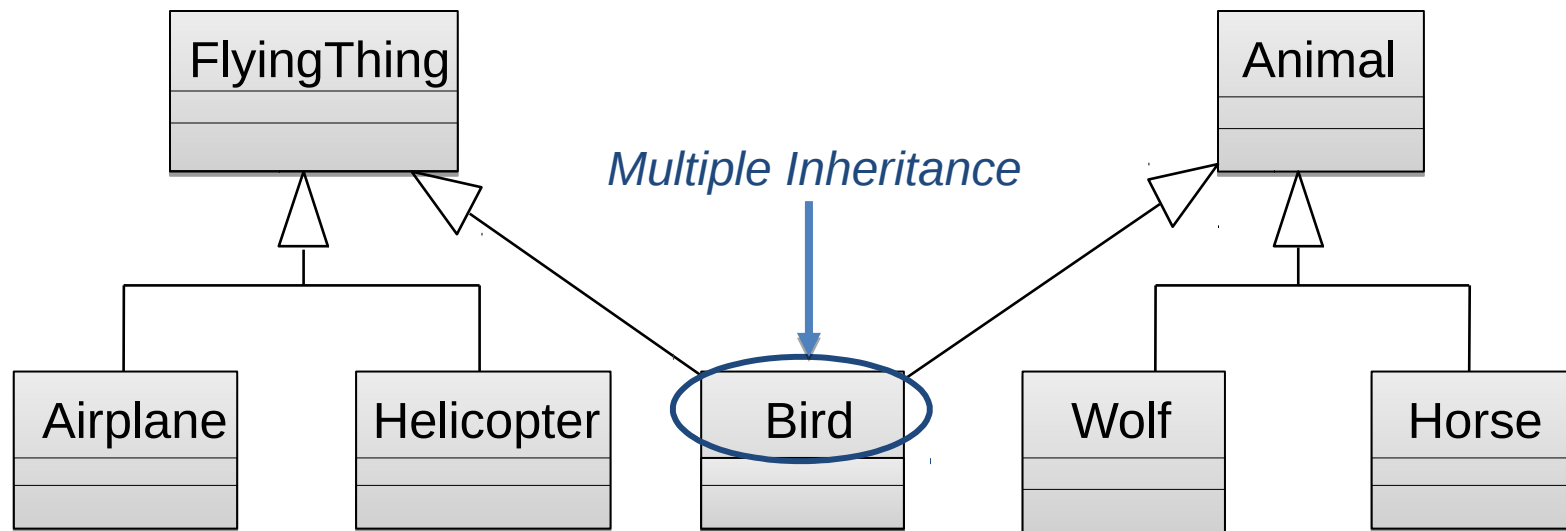 FlyingThing
Animal
Multiple Inheritance
Airplane
Helicopter
Bird
Wolf
Horse